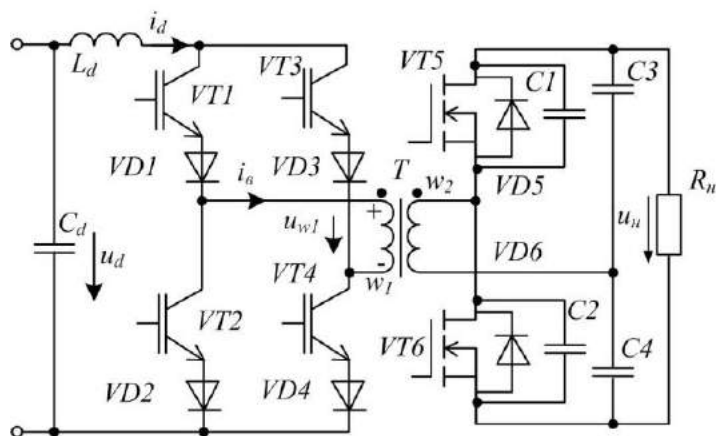 i_d
L_d
VT1
VT3
VT5
C1
C3
VD1
VD3
T
w_2
VD5
R_н
i_в
+
u_w1
u_н
C_d
u_d
VD6
-
w_1
VT2
VT4
VT6
C2
C4
VD2
VD4